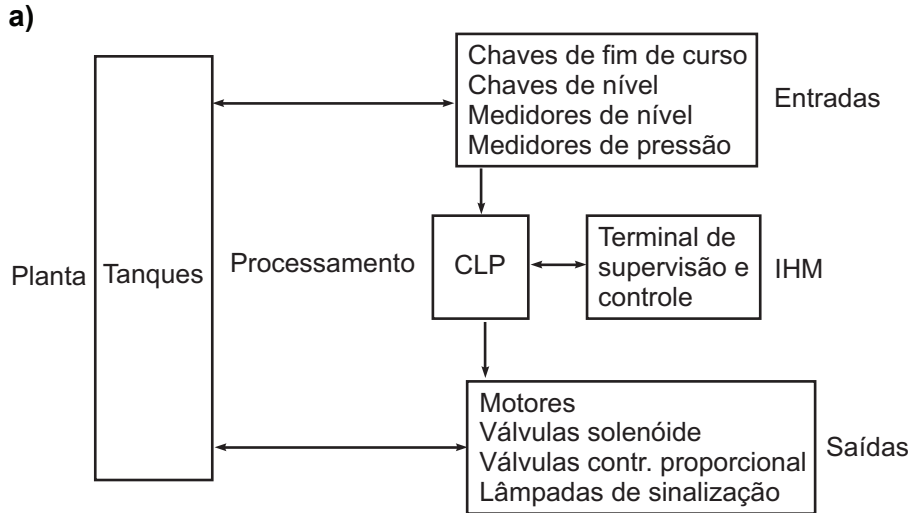 a)
Chaves de fim de curso
Chaves de nível
Medidores de nível
Medidores de pressão
Entradas
Planta
Tanques
Processamento
CLP
Terminal de
supervisão e
controle
IHM
Motores
Válvulas solenóide
Válvulas contr. proporcional
Lâmpadas de sinalização
Saídas